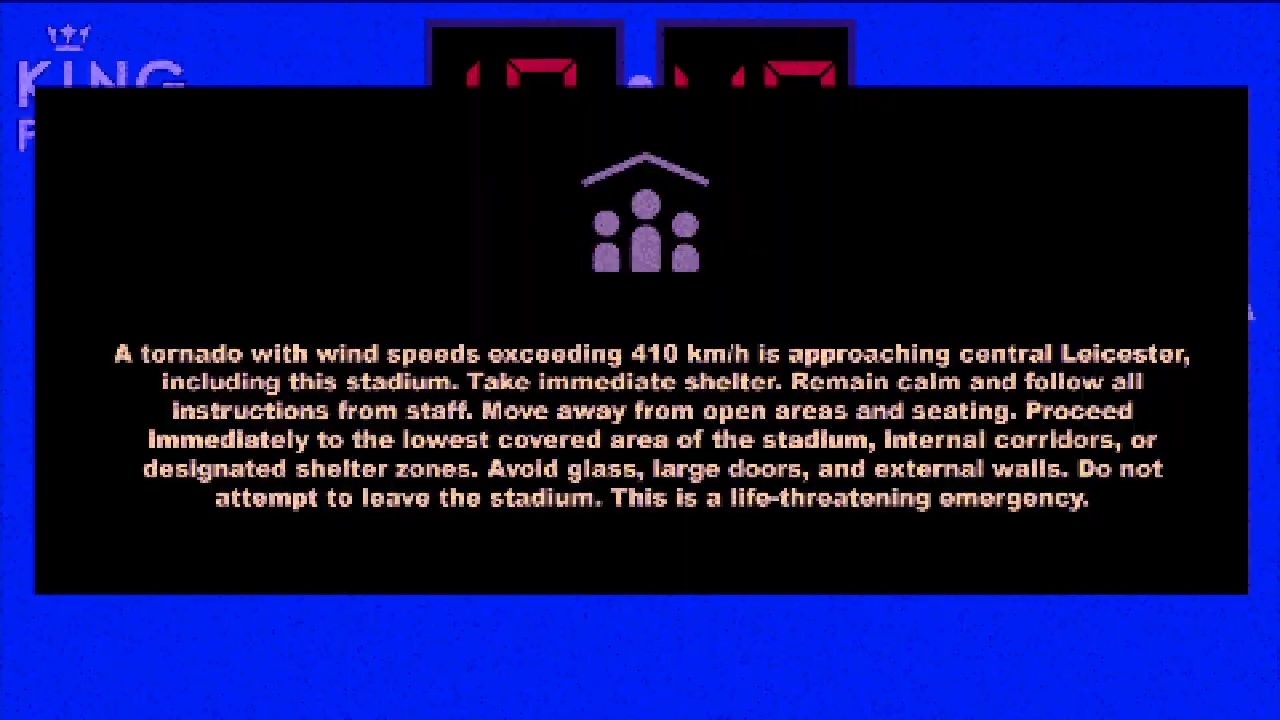 KING
A tornado with wind speeds exceeding 410 km/h is approaching central Leicester,
including this stadium. Take immediate shelter. Remain calm and follow all
instructions from staff. Move away from open areas and seating. Proceed
immediately to the lowest covered area of the stadium, internal corridors, or
designated shelter zones. Avoid glass, large doors, and external walls. Do not
attempt to leave the stadium. This is a life-threatening emergency.